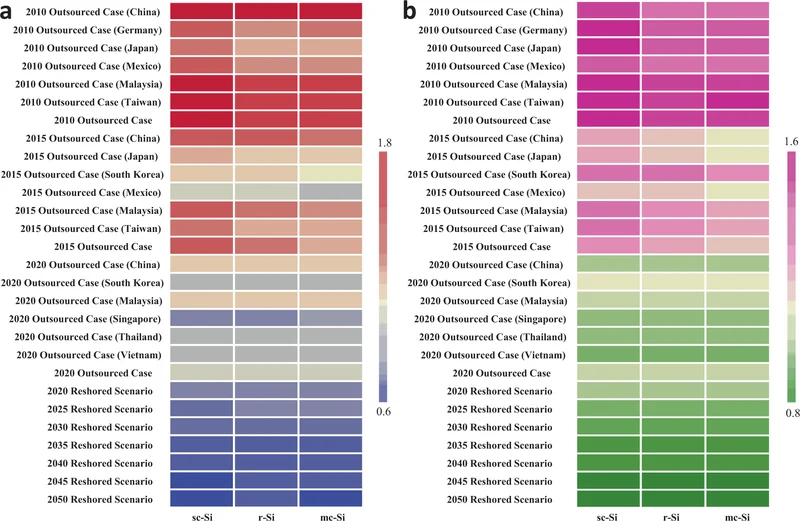 a
2010 Outsourced Case (China)
2010 Outsourced Case (Germany)
2010 Outsourced Case (Japan)
2010 Outsourced Case (Mexico)
2010 Outsourced Case (Malaysia)
2010 Outsourced Case (Taiwan)
2010 Outsourced Case
2015 Outsourced Case (China)
2015 Outsourced Case (Japan)
2015 Outsourced Case (South Korea)
2015 Outsourced Case (Mexico)
2015 Outsourced Case (Malaysia)
2015 Outsourced Case (Taiwan)
2015 Outsourced Case
2020 Outsourced Case (China)
2020 Outsourced Case (South Korea)
2020 Outsourced Case (Malaysia)
2020 Outsourced Case (Singapore)
2020 Outsourced Case (Thailand)
2020 Outsourced Case (Vietnam)
2020 Outsourced Case
2020 Reshored Scenario
2025 Reshored Scenario
2030 Reshored Scenario
2035 Reshored Scenario
2040 Reshored Scenario
2045 Reshored Scenario
2050 Reshored Scenario
sc-Si r-Si mc-Si
1.8
0.6
b
2010 Outsourced Case (China)
2010 Outsourced Case (Germany)
2010 Outsourced Case (Japan)
2010 Outsourced Case (Mexico)
2010 Outsourced Case (Malaysia)
2010 Outsourced Case (Taiwan)
2010 Outsourced Case
2015 Outsourced Case (China)
2015 Outsourced Case (Japan)
2015 Outsourced Case (South Korea)
2015 Outsourced Case (Mexico)
2015 Outsourced Case (Malaysia)
2015 Outsourced Case (Taiwan)
2015 Outsourced Case
2020 Outsourced Case (China)
2020 Outsourced Case (South Korea)
2020 Outsourced Case (Malaysia)
2020 Outsourced Case (Singapore)
2020 Outsourced Case (Thailand)
2020 Outsourced Case (Vietnam)
2020 Outsourced Case
2020 Reshored Scenario
2025 Reshored Scenario
2030 Reshored Scenario
2035 Reshored Scenario
2040 Reshored Scenario
2045 Reshored Scenario
2050 Reshored Scenario
sc-Si r-Si mc-Si
1.6
0.8